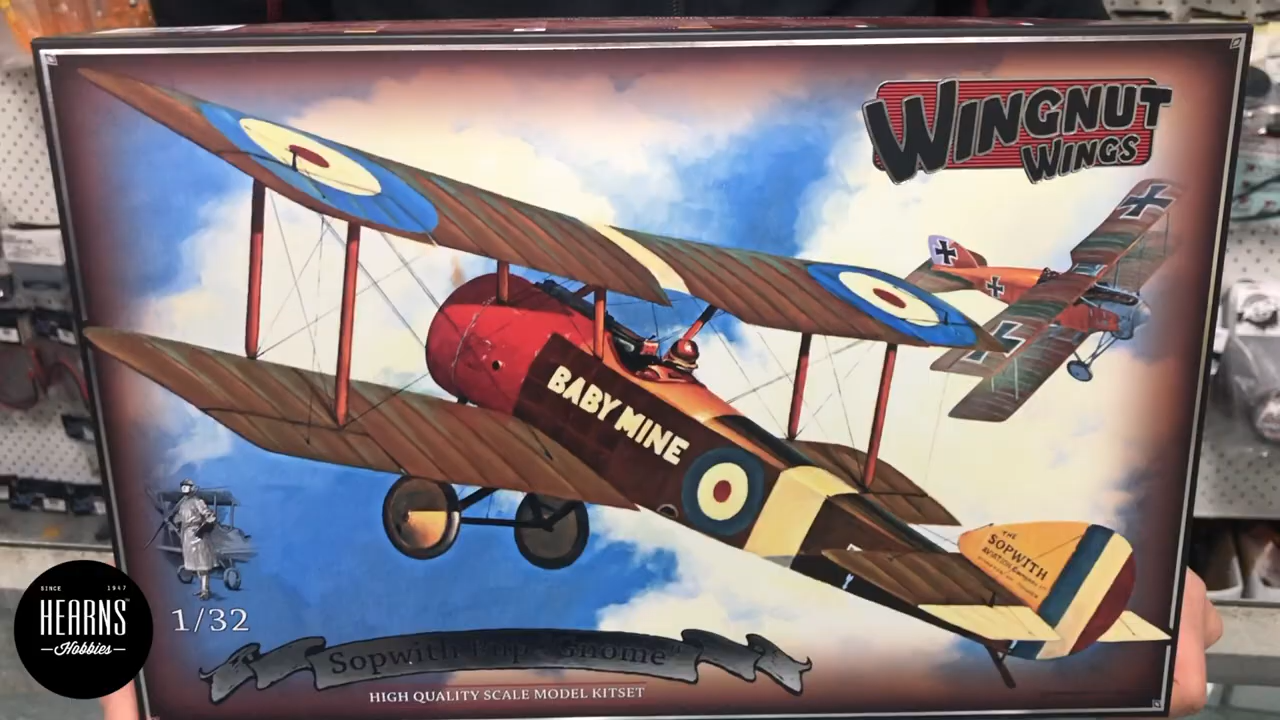 WINGNUT
WINGS
BABY MINE
THE
SOPWITH
AVIATION Company
SINCE 1947
HEARNS
Hobbies
1/32
Sopwith Pup "Gnome"
HIGH QUALITY SCALE MODEL KITSET